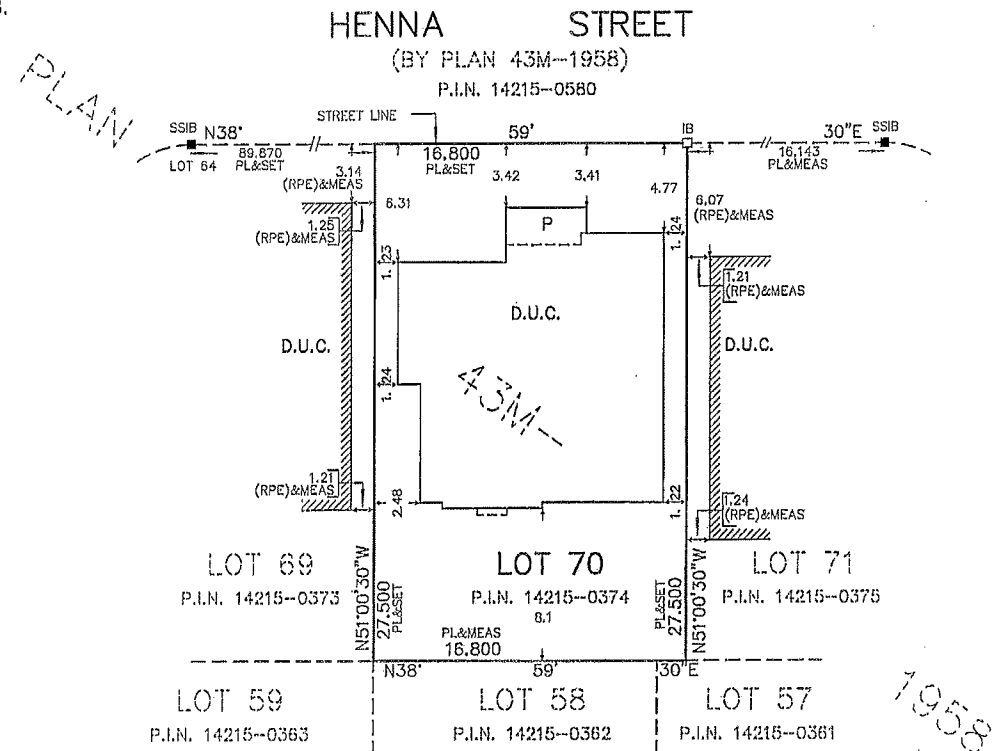 HENNA STREET
(BY PLAN 43M-1958)
P.I.N. 14215-0580
PLAN
STREET LINE
SSIB N38° 59' IB 30"E SSIB
LOT 64 89.870 PL&SET
16.800 PL&SET
16.143 PL&MEAS
3.14 (RPE)&MEAS
3.42
3.41
4.77
6.31
6.07 (RPE)&MEAS
1.25 (RPE)&MEAS
P
1.24
1.23
1.21 (RPE)&MEAS
D.U.C.
D.U.C.
D.U.C.
1.24
43M-
1.21 (RPE)&MEAS
2.48
1.22
1.24 (RPE)&MEAS
LOT 69
P.I.N. 14215-0373
LOT 70
P.I.N. 14215-0374
LOT 71
P.I.N. 14215-0375
N51°00'30"W
27.500 PL&SET
8.1
PL&SET 27.500
N51°00'30"W
PL&MEAS
16.800
N38° 59' 30"E
LOT 59
P.I.N. 14215-0363
LOT 58
P.I.N. 14215-0362
LOT 57
P.I.N. 14215-0361
1958